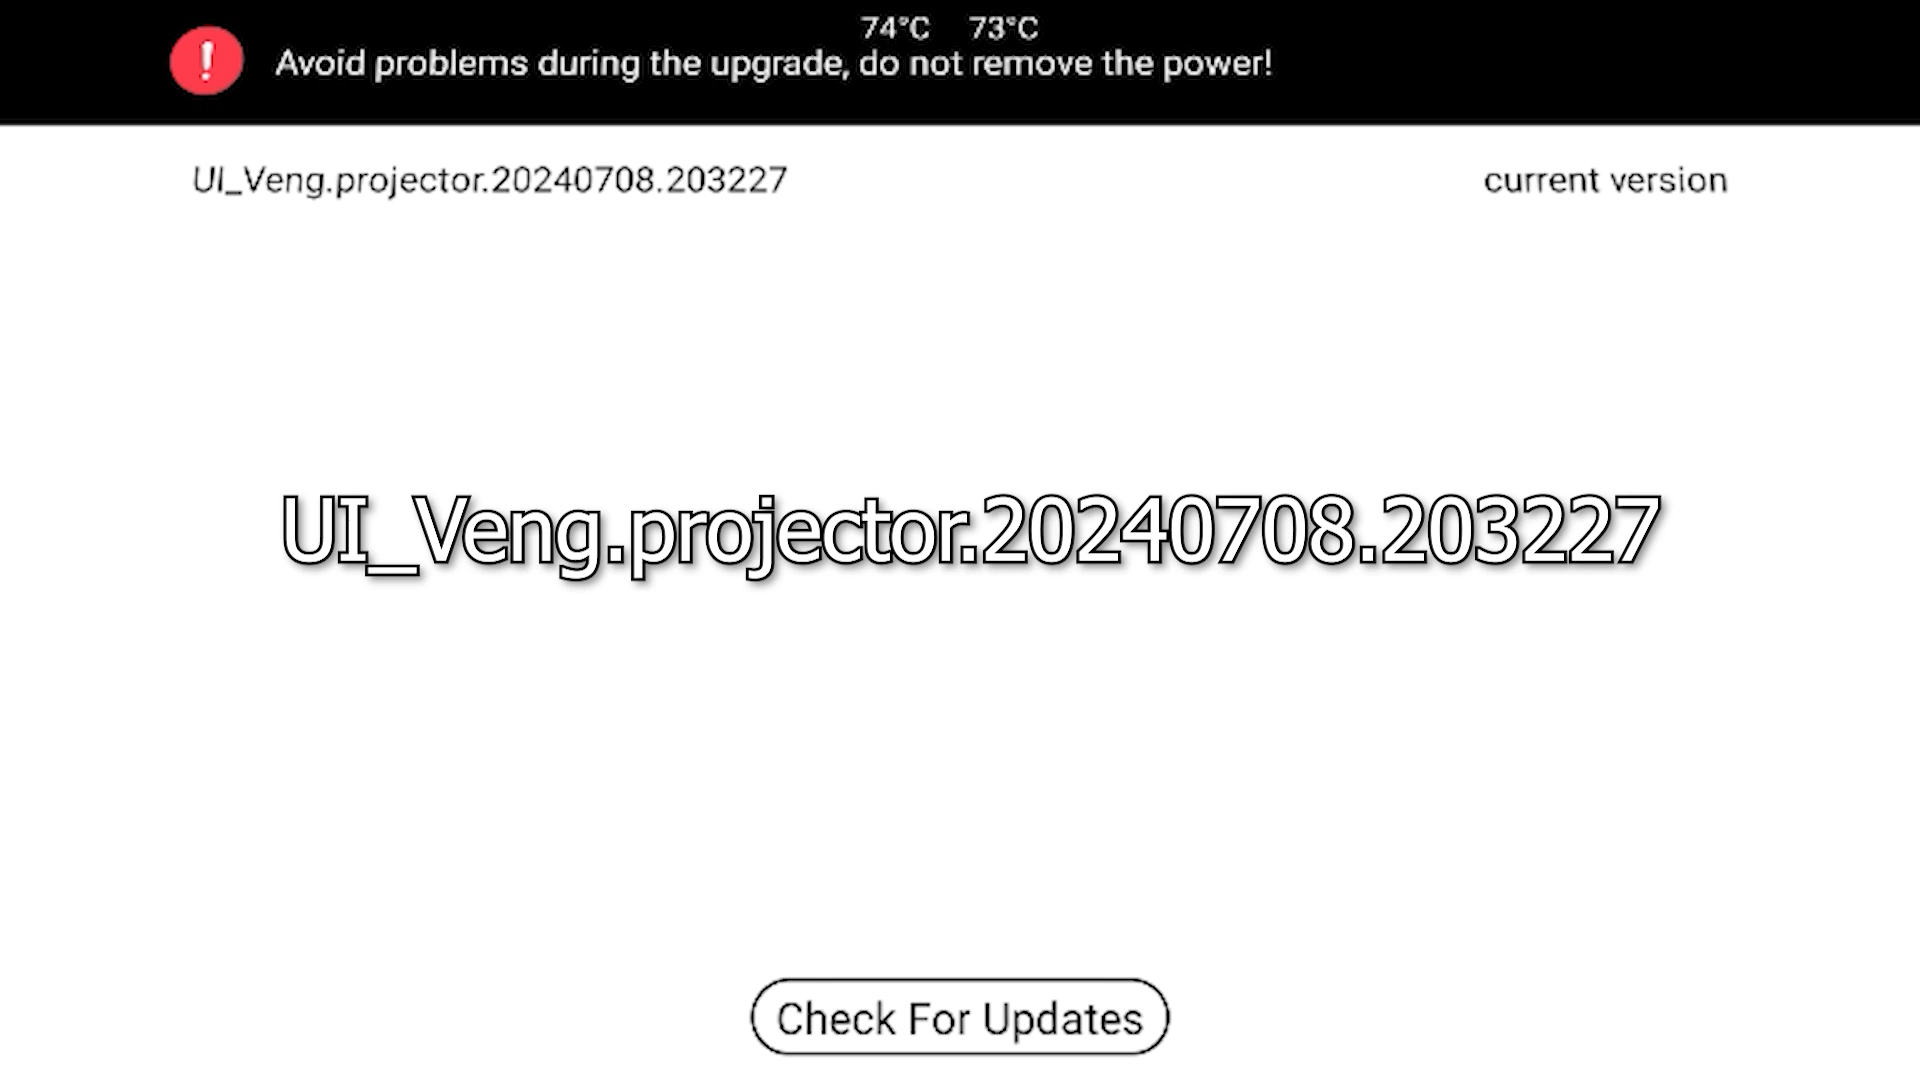 74°C 73°C
Avoid problems during the upgrade, do not remove the power!
UI_Veng.projector.20240708.203227 current version
UI_Veng.projector.20240708.203227
Check For Updates